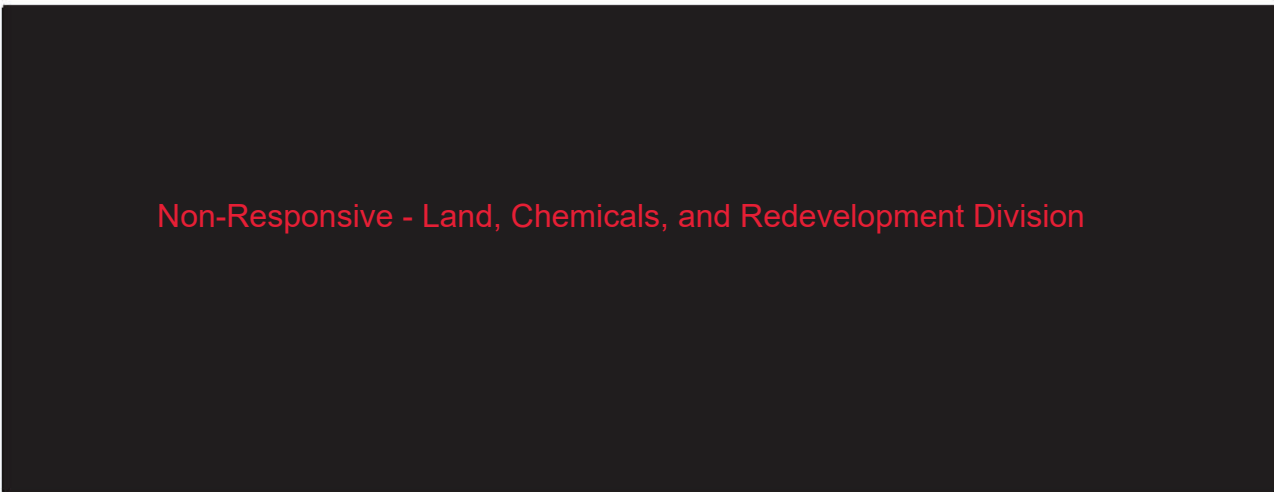 Non-Responsive - Land, Chemicals, and Redevelopment Division